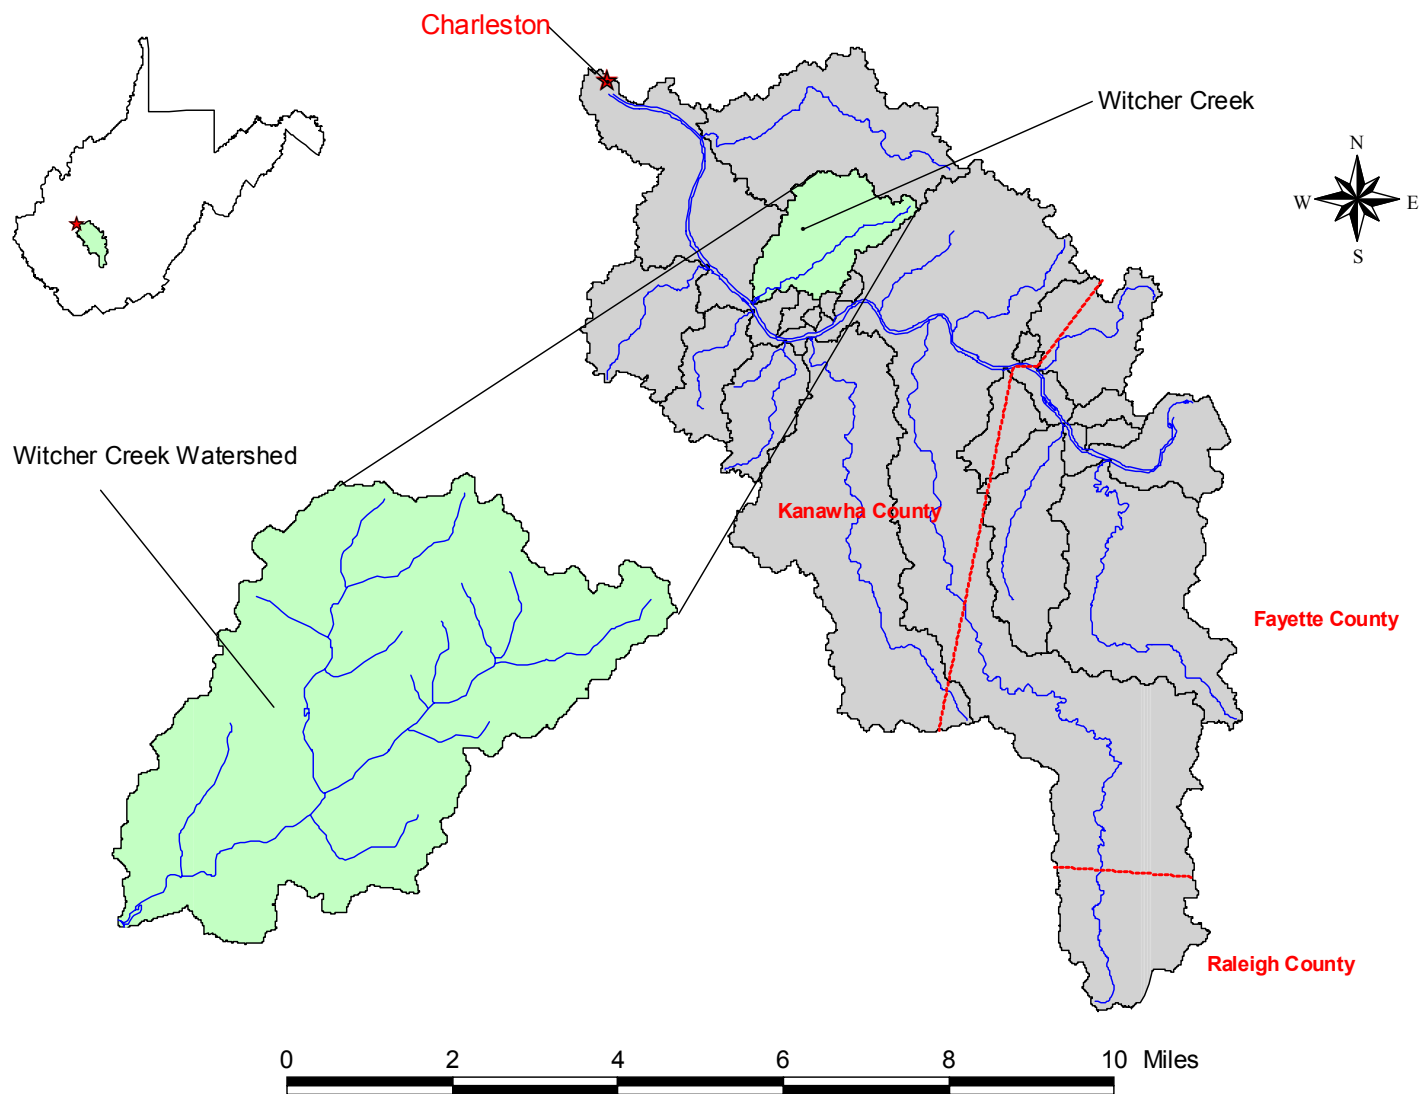 Charleston
Witcher Creek
N
W
E
S
Witcher Creek Watershed
Kanawha County
Fayette County
Raleigh County
0 2 4 6 8 10 Miles